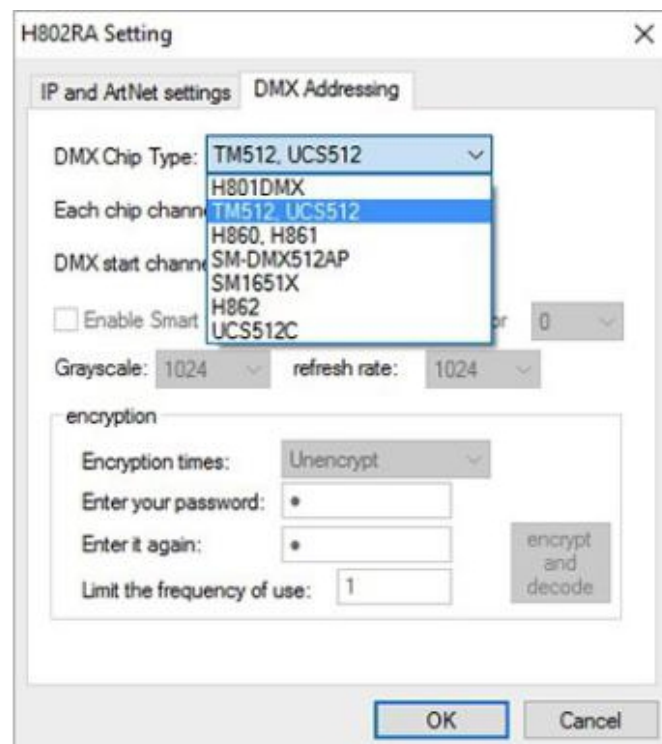 H802RA Setting
IP and ArtNet settings
DMX Addressing
DMX Chip Type: TM512, UCS512
H801DMX
Each chip chann TM512, UCS512
H860, H861
DMX start channe SM-DMX512AP
SM1651X
H862
Enable Smart or 0
UCS512C
Grayscale: 1024 refresh rate: 1024
encryption
Encryption times: Unencrypt
Enter your password:
Enter it again:
encrypt and decode
Limit the frequency of use: 1
OK Cancel